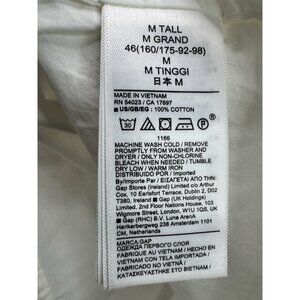 M TALL
M GRAND
46(160/175-92-98)
M
M TINGGI
日本 M
MADE IN VIETNAM
RN 54023 / CA 17897
US/GB/EG : 100% COTTON
30
P
1166
MACHINE WASH COLD / REMOVE
PROMPTLY FROM WASHER AND
DRYER / ONLY NON-CHLORINE
BLEACH WHEN NEEDED / TUMBLE
DRY LOW / WARM IRON
DISTRIBUIDO POR / Imported
By/Importe Par / ΕΙΣΑΓΕΤΑΙ ΑΠΟ ΤΗΝ:
Gap Stores (Ireland) Limited c/o Arthur
Cox, 10 Earlsfort Terrace, Dublin 2, D02
T380, Ireland Gap (UK Holdings)
Limited, 2nd Floor Nations House, 103
Wigmore Street, London, W1U 1QS, UK
Gap (RHC) B.V. Luna ArenA
Herikerbergweg 238 Amsterdam 1101
CM, Netherlands
MARCA:GAP
ОДЕЖДА ПЕРВОГО СЛОЯ
FABRIQUE AU VIETNAM / HECHO EN
VIETNAM CON TELA IMPORTADA /
ΚΑΤΑΣΚΕΥΑΣΤΗΚΕ ΣΤΟ ΒΙΕΤΝΑΜ /